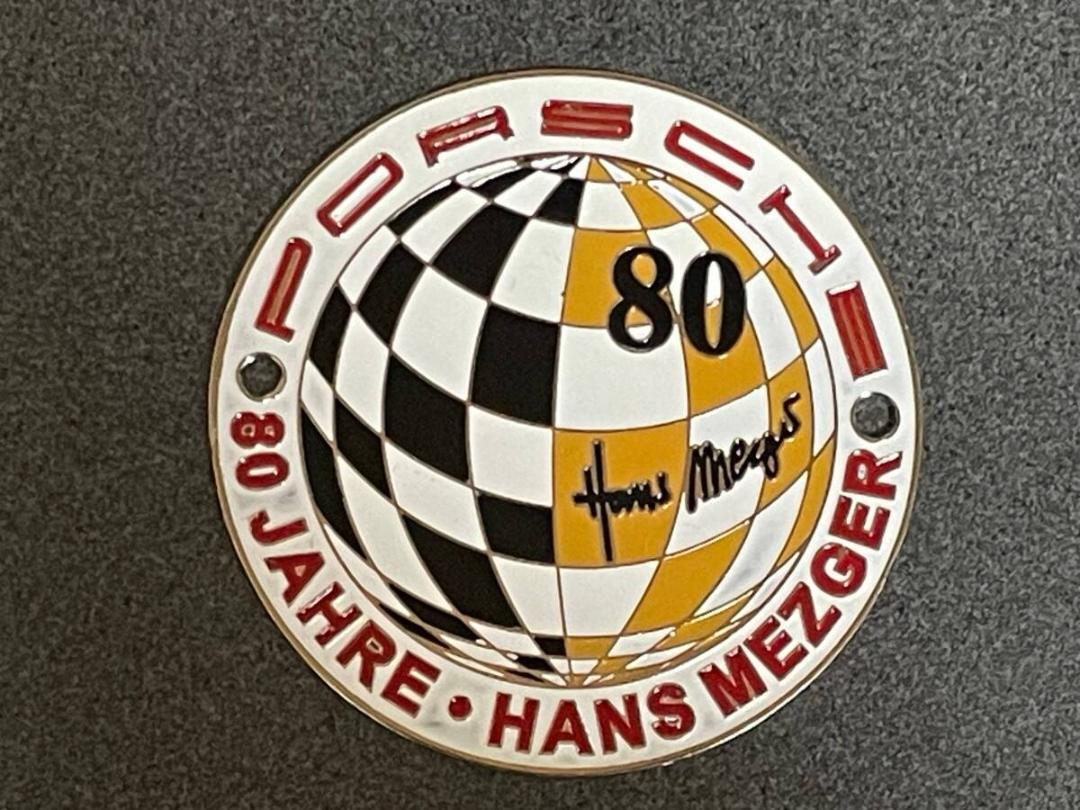 PORSCHE
80
Hans Mezger
80 JAHRE • HANS MEZGER